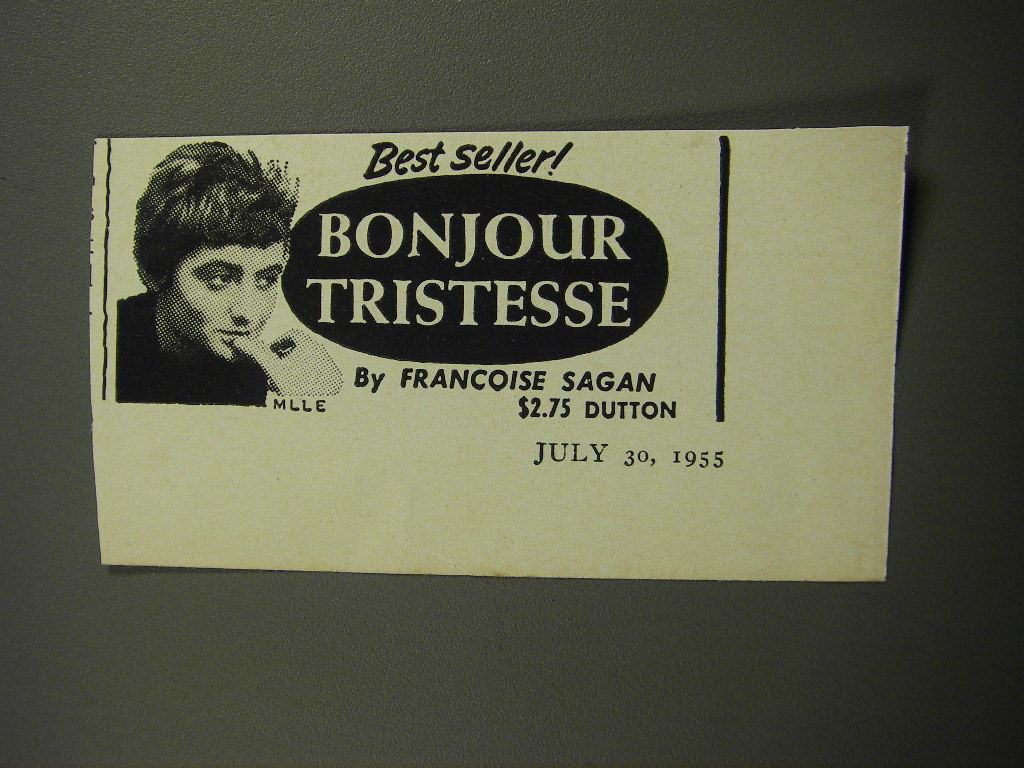 Best seller!
BONJOUR
TRISTESSE
By FRANCOISE SAGAN
MLLE
$2.75 DUTTON
JULY 30, 1955